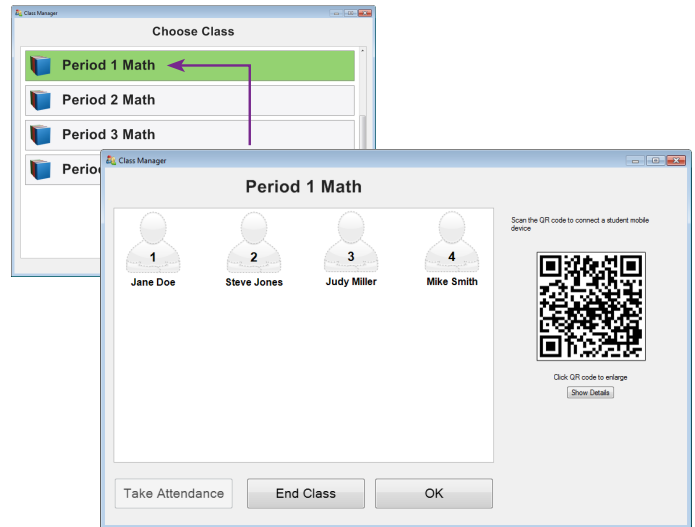 Class Manager
Choose Class
Period 1 Math
Period 2 Math
Period 3 Math
Class Manager
Period 1 Math
1
2
3
4
Jane Doe
Steve Jones
Judy Miller
Mike Smith
Scan the QR code to connect a student mobile
device
Click QR code to enlarge
Show Details
Take Attendance
End Class
OK